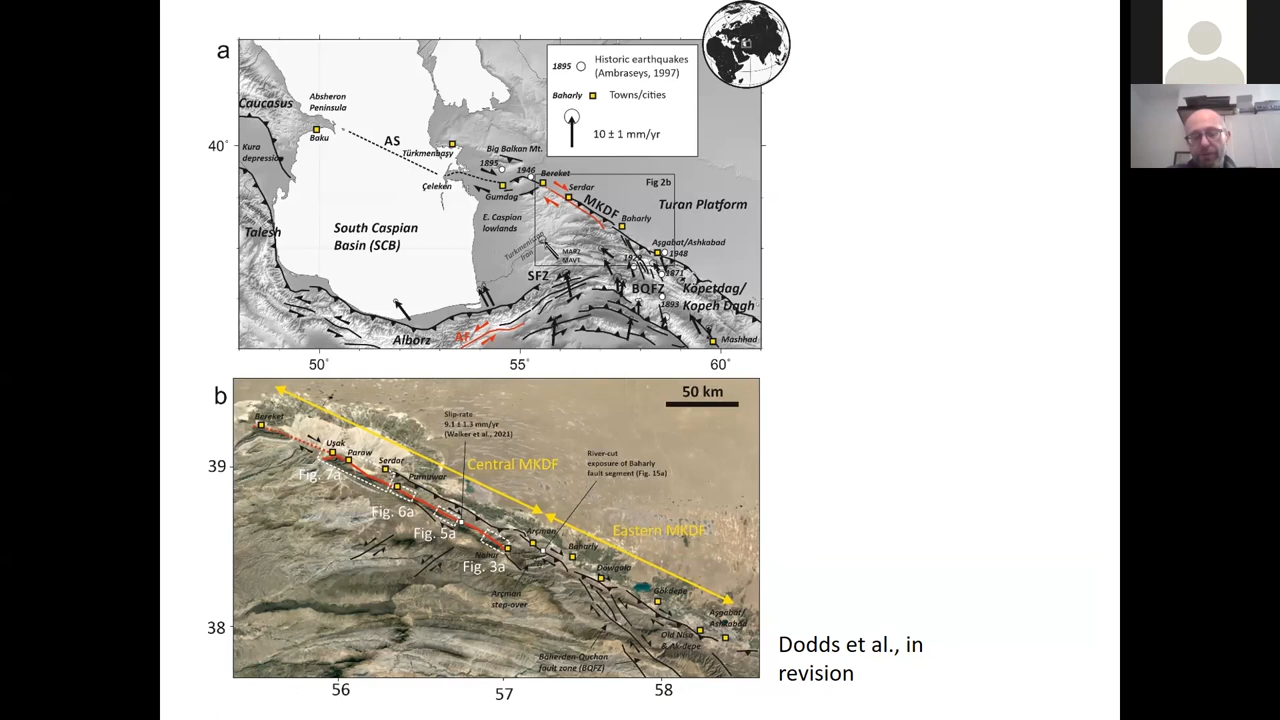 a
1895
Historic earthquakes
(Ambraseys, 1997)
Baharly
Towns/cities
10 ± 1 mm/yr
Caucasus
Absheron
Peninsula
Baku
AS
Türkmenbaşy
Kura
depression
Big Balkan Mt.
1895
1946
Bereket
Fig 2b
Çeleken
Gumdag
Serdar
MKDF
Turan Platform
Baharly
E. Caspian
lowlands
South Caspian
Basin (SCB)
Talesh
Turkmenistan
Iran
Aşgabat/Ashkabad
1948
1929
1871
SFZ
BQFZ
Kopetdag/
Kopeh Dagh
1893
Alborz
AF
Mashhad
40°
50°
55°
60°
b
50 km
Bereket
Slip-rate
9.1 ± 1.3 mm/yr
(Walker et al., 2021)
Uşak
Paraw
Serdar
Purnuwar
Central MKDF
River-cut
exposure of Baharly
fault segment (Fig. 15a)
Fig. 7a
Fig. 6a
Fig. 5a
Fig. 3a
Arçman
Eastern MKDF
Nohur
Baharly
Arçman
step-over
Gökdepe
Aşgabat/
Ashkabad
Old Nisa
& Ak-depe
Baherden-Quchan
fault zone (BQFZ)
39
38
56
57
58
Dodds et al., in
revision